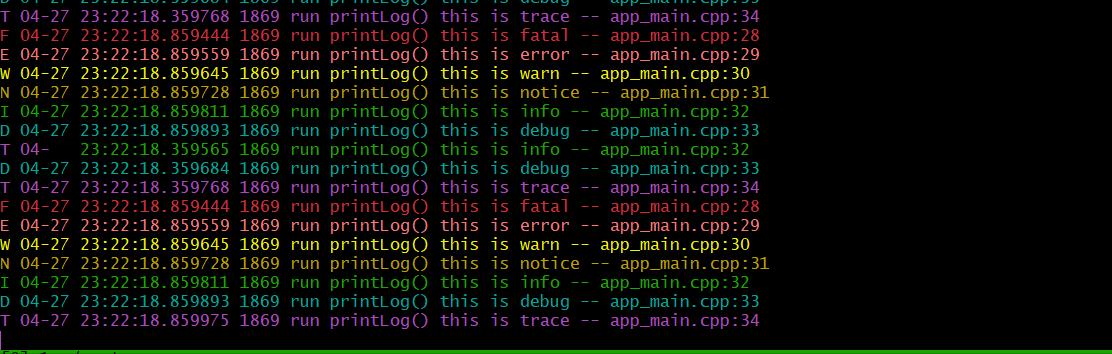 T 04-27 23:22:18.359768 1869 run printLog() this is trace -- app_main.cpp:34
F 04-27 23:22:18.859444 1869 run printLog() this is fatal -- app_main.cpp:28
E 04-27 23:22:18.859559 1869 run printLog() this is error -- app_main.cpp:29
W 04-27 23:22:18.859645 1869 run printLog() this is warn -- app_main.cpp:30
N 04-27 23:22:18.859728 1869 run printLog() this is notice -- app_main.cpp:31
I 04-27 23:22:18.859811 1869 run printLog() this is info -- app_main.cpp:32
D 04-27 23:22:18.859893 1869 run printLog() this is debug -- app_main.cpp:33
T 04-   23:22:18.359565 1869 run printLog() this is info -- app_main.cpp:32
D 04-27 23:22:18.359684 1869 run printLog() this is debug -- app_main.cpp:33
T 04-27 23:22:18.359768 1869 run printLog() this is trace -- app_main.cpp:34
F 04-27 23:22:18.859444 1869 run printLog() this is fatal -- app_main.cpp:28
E 04-27 23:22:18.859559 1869 run printLog() this is error -- app_main.cpp:29
W 04-27 23:22:18.859645 1869 run printLog() this is warn -- app_main.cpp:30
N 04-27 23:22:18.859728 1869 run printLog() this is notice -- app_main.cpp:31
I 04-27 23:22:18.859811 1869 run printLog() this is info -- app_main.cpp:32
D 04-27 23:22:18.859893 1869 run printLog() this is debug -- app_main.cpp:33
T 04-27 23:22:18.859975 1869 run printLog() this is trace -- app_main.cpp:34